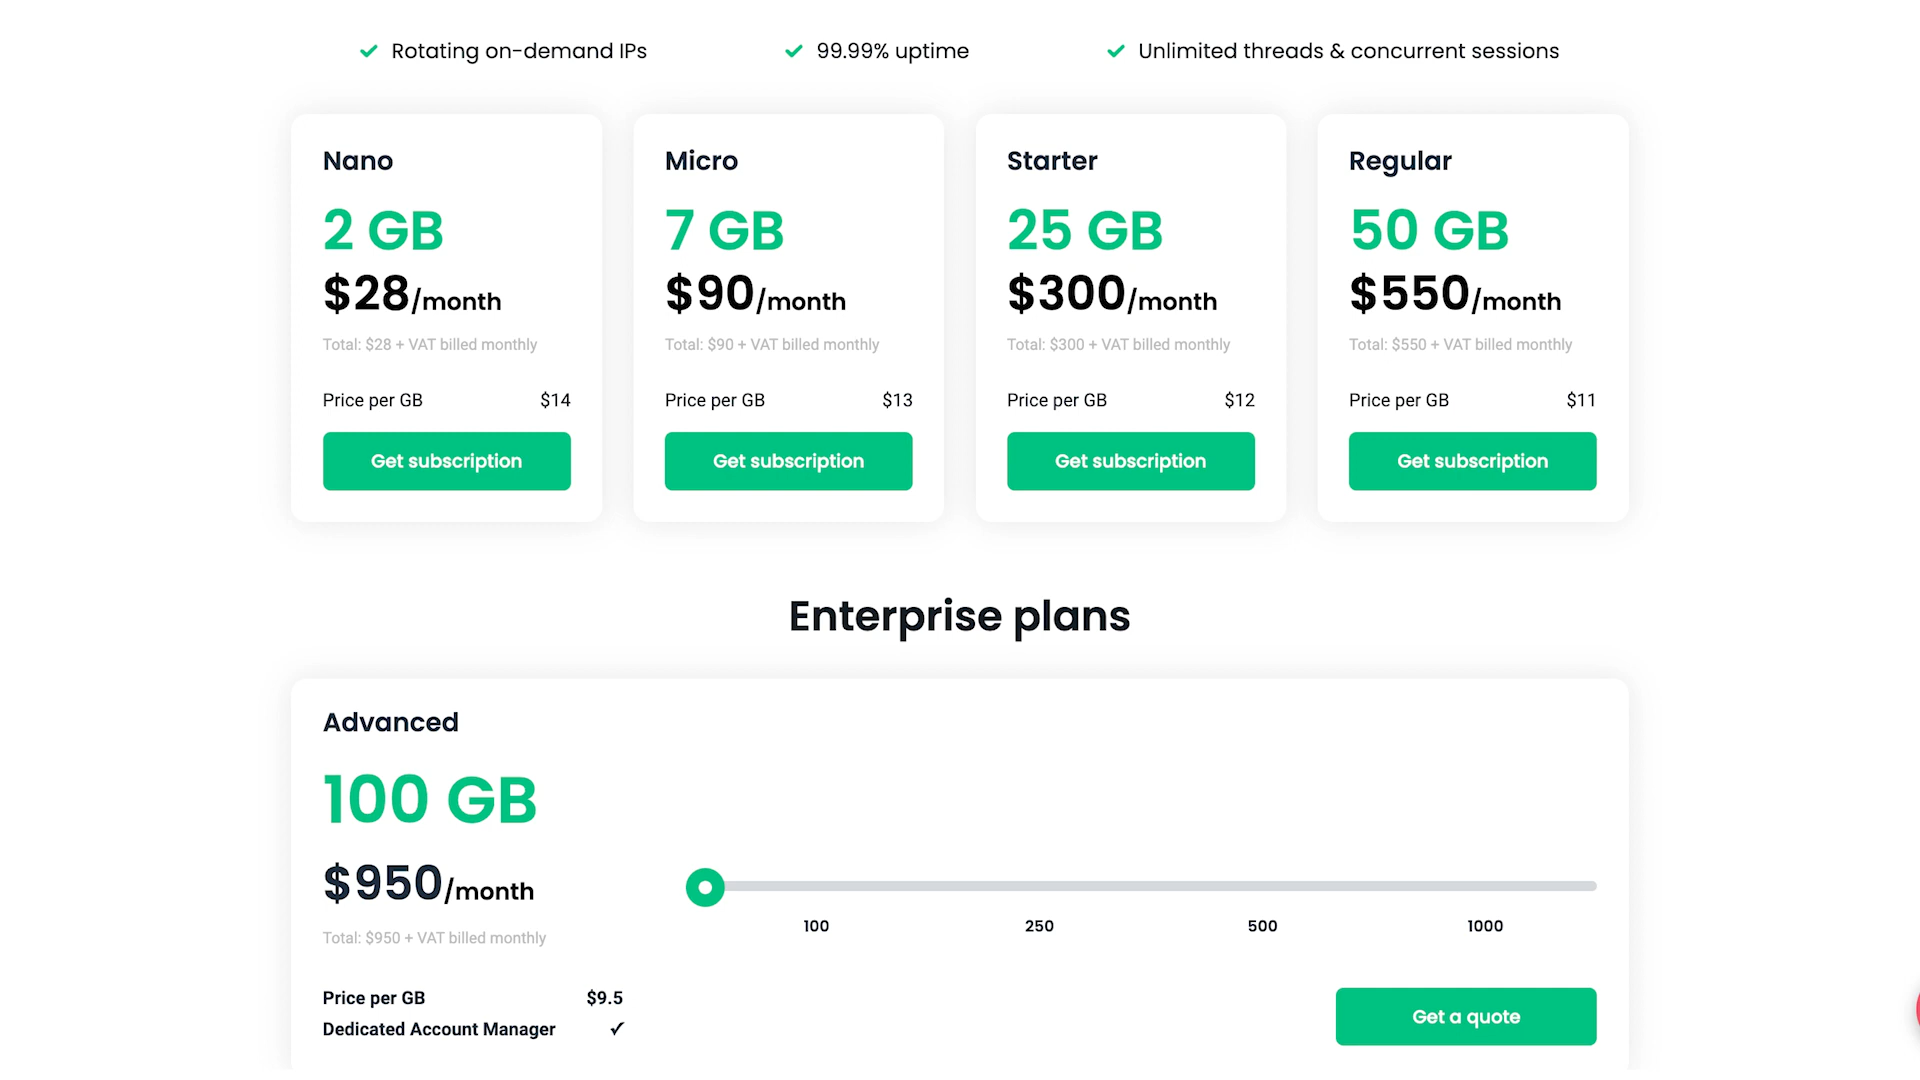 Rotating on-demand IPs
99.99% uptime
Unlimited threads & concurrent sessions
Nano
2 GB
$28/month
Total: $28 + VAT billed monthly
Price per GB $14
Get subscription
Micro
7 GB
$90/month
Total: $90 + VAT billed monthly
Price per GB $13
Get subscription
Starter
25 GB
$300/month
Total: $300 + VAT billed monthly
Price per GB $12
Get subscription
Regular
50 GB
$550/month
Total: $550 + VAT billed monthly
Price per GB $11
Get subscription
Enterprise plans
Advanced
100 GB
$950/month
Total: $950 + VAT billed monthly
100 250 500 1000
Price per GB $9.5
Dedicated Account Manager ✓
Get a quote